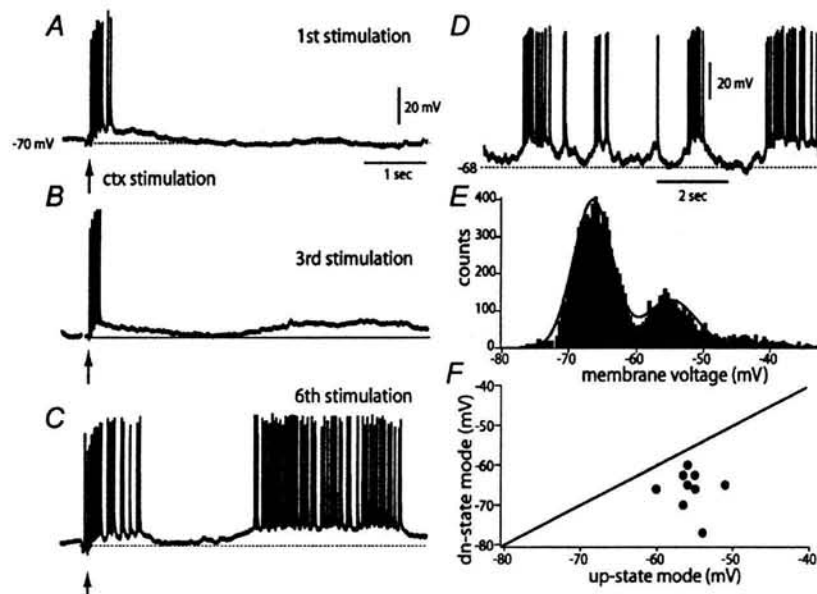 A
1st stimulation
20 mV
-70 mV
1 sec
ctx stimulation
B
3rd stimulation
C
6th stimulation
D
20 mV
-68
2 sec
E
counts
400
300
200
100
0
-80 -70 -60 -50 -40
membrane voltage (mV)
F
dn-state mode (mV)
-40
-50
-60
-70
-80
-80 -70 -60 -50 -40
up-state mode (mV)